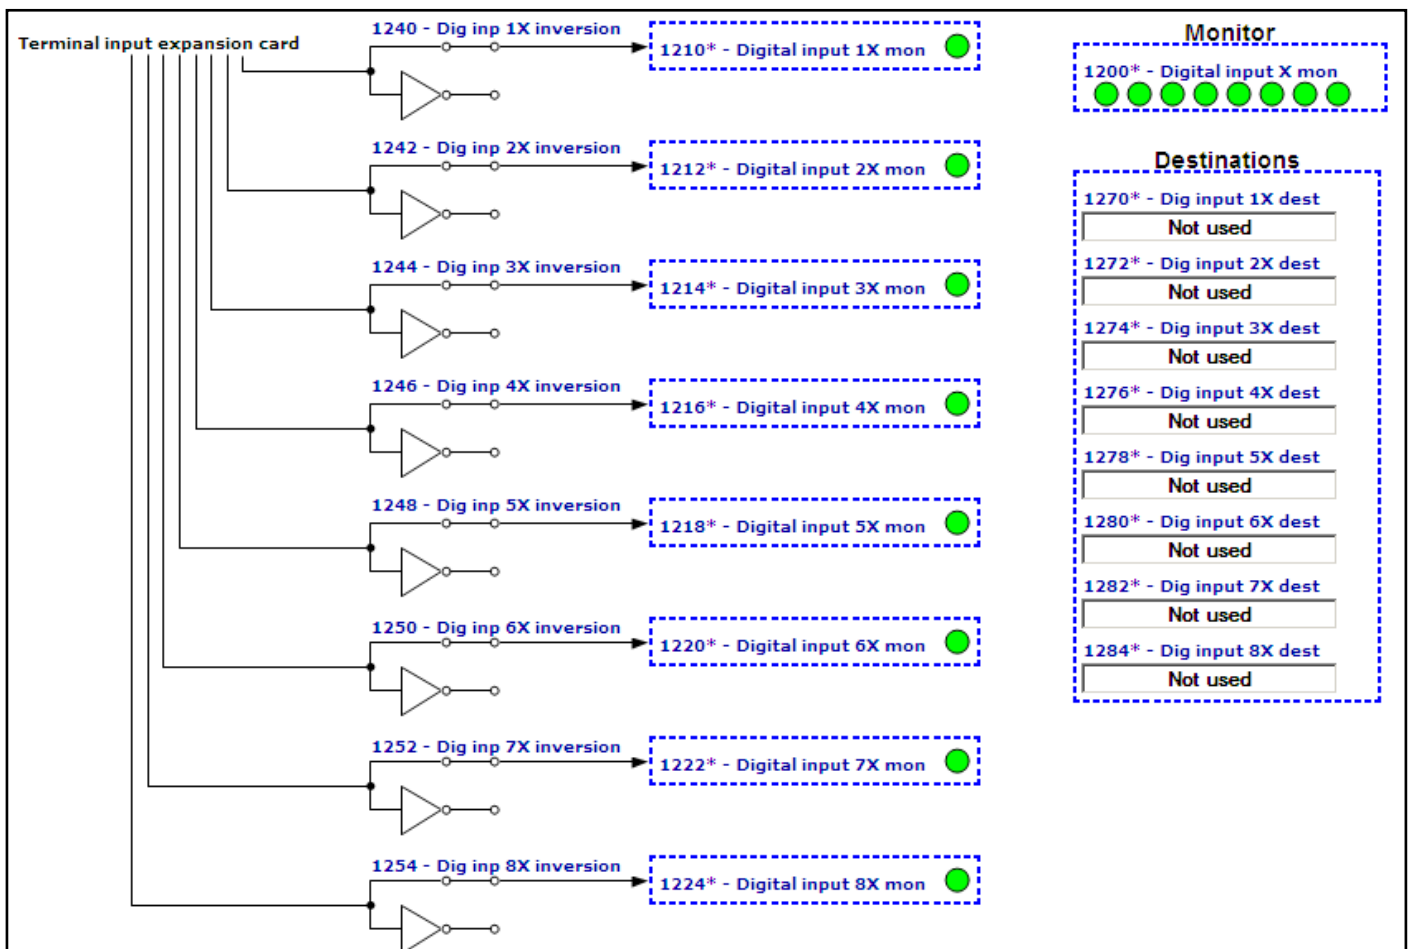 Terminal input expansion card
1240 - Dig inp 1X inversion
1210* - Digital input 1X mon
1242 - Dig inp 2X inversion
1212* - Digital input 2X mon
1244 - Dig inp 3X inversion
1214* - Digital input 3X mon
1246 - Dig inp 4X inversion
1216* - Digital input 4X mon
1248 - Dig inp 5X inversion
1218* - Digital input 5X mon
1250 - Dig inp 6X inversion
1220* - Digital input 6X mon
1252 - Dig inp 7X inversion
1222* - Digital input 7X mon
1254 - Dig inp 8X inversion
1224* - Digital input 8X mon
Monitor
1200* - Digital input X mon
Destinations
1270* - Dig input 1X dest
Not used
1272* - Dig input 2X dest
Not used
1274* - Dig input 3X dest
Not used
1276* - Dig input 4X dest
Not used
1278* - Dig input 5X dest
Not used
1280* - Dig input 6X dest
Not used
1282* - Dig input 7X dest
Not used
1284* - Dig input 8X dest
Not used